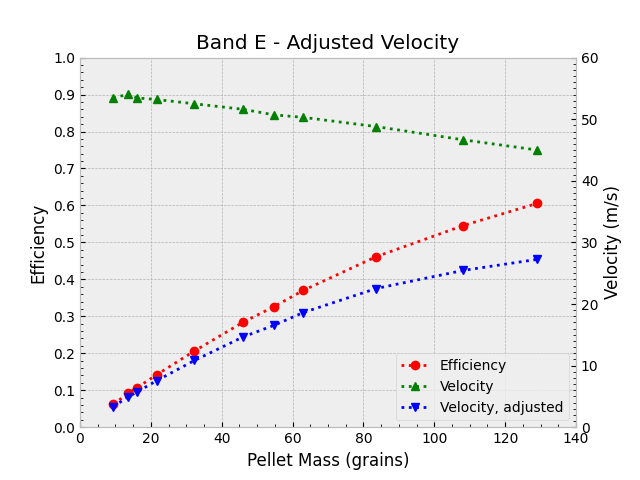 Band E - Adjusted Velocity
1.0
0.9
0.8
0.7
0.6
0.5
0.4
0.3
0.2
0.1
0.0
Efficiency
60
50
40
30
20
10
0
Velocity (m/s)
Efficiency
Velocity
Velocity, adjusted
0 20 40 60 80 100 120 140
Pellet Mass (grains)